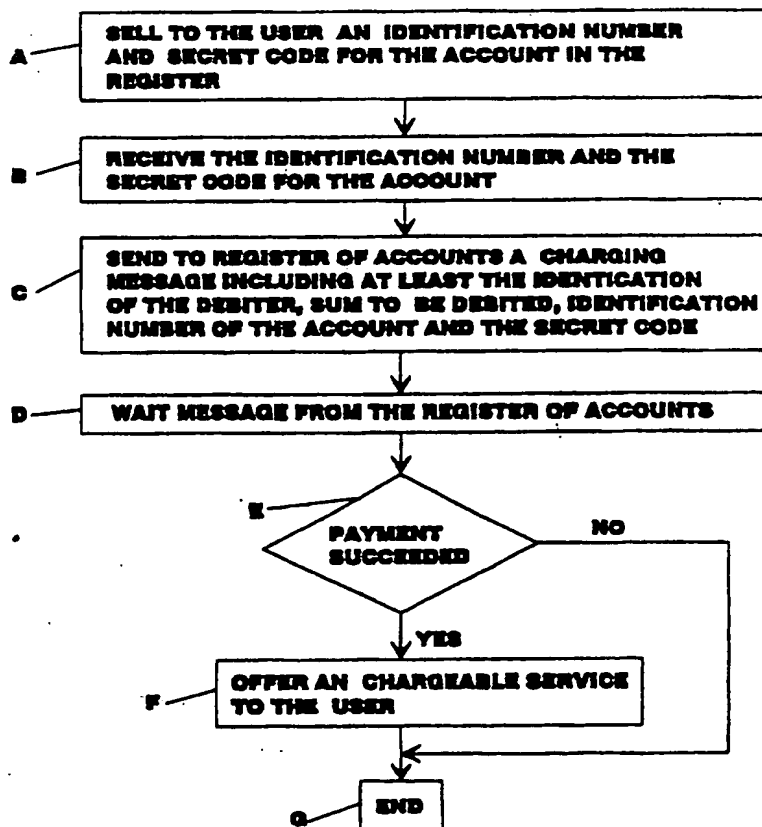 A
SELL TO THE USER AN IDENTIFICATION NUMBER
AND SECRET CODE FOR THE ACCOUNT IN THE
REGISTER
B
RECEIVE THE IDENTIFICATION NUMBER AND THE
SECRET CODE FOR THE ACCOUNT
C
SEND TO REGISTER OF ACCOUNTS A CHARGING
MESSAGE INCLUDING AT LEAST THE IDENTICATION
OF THE DEBITER, SUM TO BE DEBITED, IDENTIFICATION
NUMBER OF THE ACCOUNT AND THE SECRET CODE
D
WAIT MESSAGE FROM THE REGISTER OF ACCOUNTS
E
PAYMENT
SUCCEEDED
NO
YES
F
OFFER AN CHARGEABLE SERVICE
TO THE USER
G
END